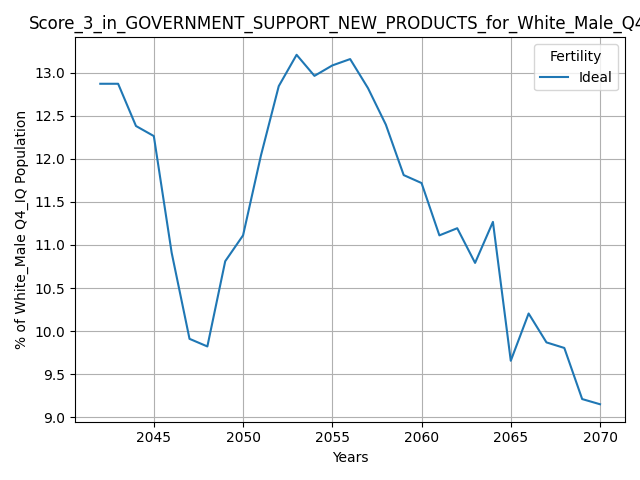 Score_3_in_GOVERNMENT_SUPPORT_NEW_PRODUCTS_for_White_Male_Q4
Fertility
Ideal
% of White_Male Q4_IQ Population
13.0
12.5
12.0
11.5
11.0
10.5
10.0
9.5
9.0
2045 2050 2055 2060 2065 2070
Years